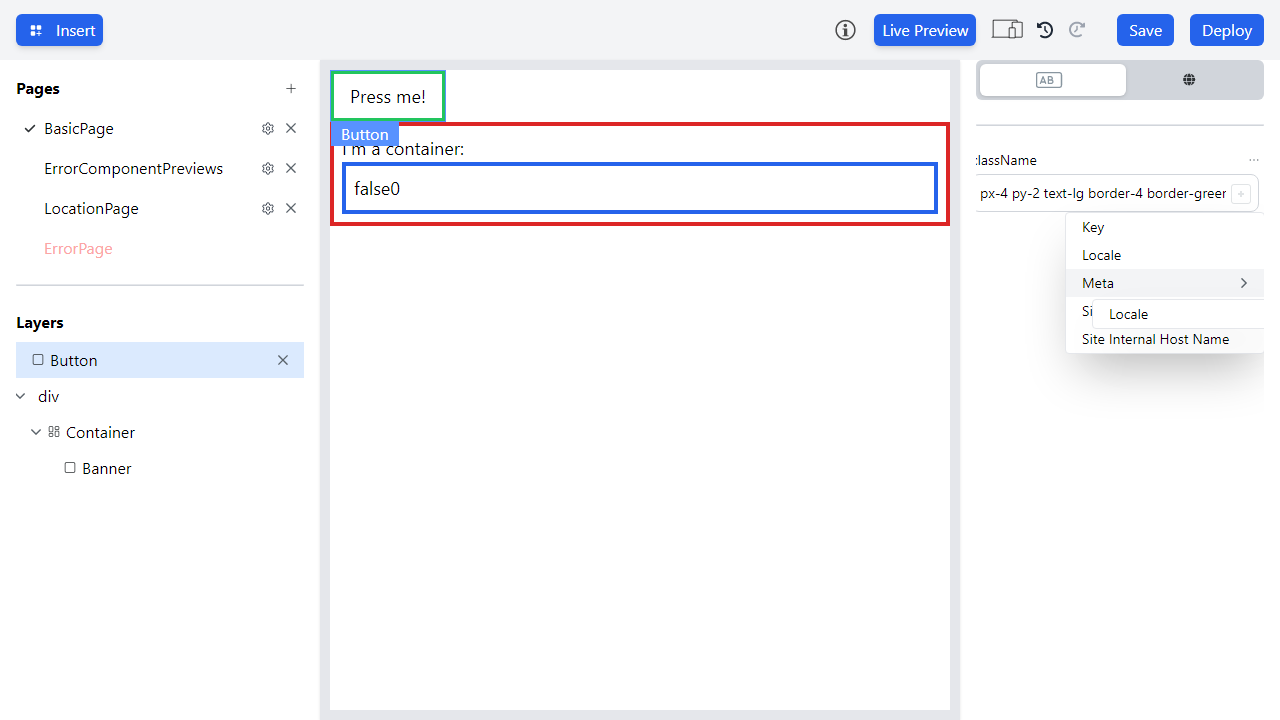 Insert
Live Preview
Save
Deploy
Pages
BasicPage
ErrorComponentPreviews
LocationPage
ErrorPage
Layers
Button
div
Container
Banner
Press me!
Button
I'm a container:
false0
AB
className
px-4 py-2 text-lg border-4 border-green
Key
Locale
Meta
Locale
Site Internal Host Name